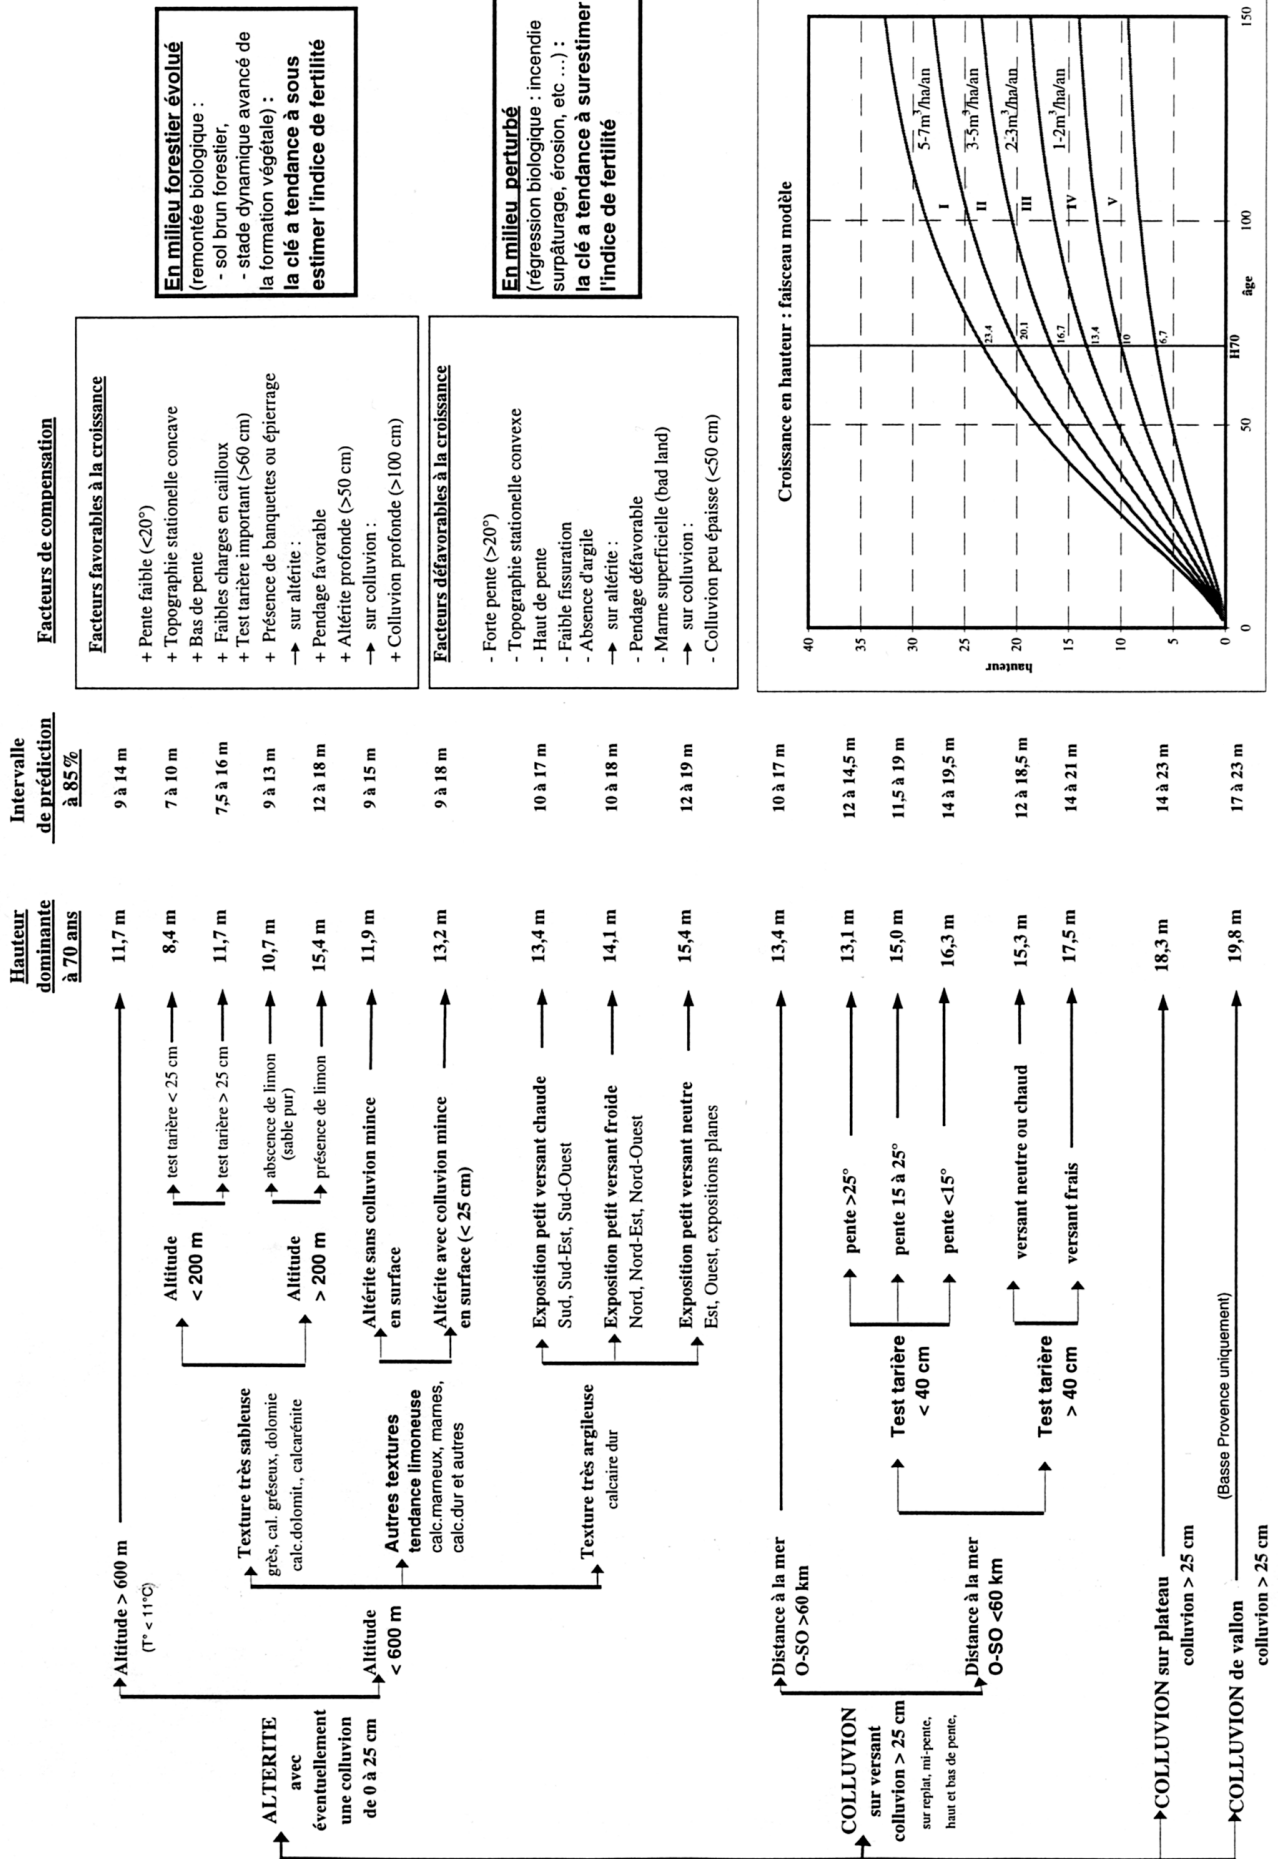 ALTERITE
avec
éventuellement
une colluvion
de 0 à 25 cm
Altitude > 600 m
(T° < 11°C)
Altitude
< 600 m
Texture très sableuse
grès, cal. gréseux, dolomie
calc.dolomit., calcarénite
Altitude
< 200 m
test tarière < 25 cm
test tarière > 25 cm
Altitude
> 200 m
abscence de limon
(sable pur)
présence de limon
Autres textures
tendance limoneuse
calc.marneux, marnes,
calc.dur et autres
Altérite sans colluvion mince
en surface
Altérite avec colluvion mince
en surface (< 25 cm)
Texture très argileuse
calcaire dur
Exposition petit versant chaude
Sud, Sud-Est, Sud-Ouest
Exposition petit versant froide
Nord, Nord-Est, Nord-Ouest
Exposition petit versant neutre
Est, Ouest, expositions planes
COLLUVION
sur versant
colluvion > 25 cm
sur replat, mi-pente,
haut et bas de pente,
Distance à la mer
O-SO >60 km
Distance à la mer
O-SO <60 km
Test tarière
< 40 cm
pente >25°
pente 15 à 25°
pente <15°
Test tarière
> 40 cm
versant neutre ou chaud
versant frais
COLLUVION sur plateau
colluvion > 25 cm
COLLUVION de vallon
colluvion > 25 cm
(Basse Provence uniquement)
Hauteur
dominante
à 70 ans
11,7 m
8,4 m
11,7 m
10,7 m
15,4 m
11,9 m
13,2 m
13,4 m
14,1 m
15,4 m
13,4 m
13,1 m
15,0 m
16,3 m
15,3 m
17,5 m
18,3 m
19,8 m
Intervalle
de prédiction
à 85%
9 à 14 m
7 à 10 m
7,5 à 16 m
9 à 13 m
12 à 18 m
9 à 15 m
9 à 18 m
10 à 17 m
10 à 18 m
12 à 19 m
10 à 17 m
12 à 14,5 m
11,5 à 19 m
14 à 19,5 m
12 à 18,5 m
14 à 21 m
14 à 23 m
17 à 23 m
Facteurs de compensation
Facteurs favorables à la croissance
+ Pente faible (<20°)
+ Topographie stationelle concave
+ Bas de pente
+ Faibles charges en cailloux
+ Test tarière important (>60 cm)
+ Présence de banquettes ou épierrage
→ sur altérite :
+ Pendage favorable
+ Altérite profonde (>50 cm)
→ sur colluvion :
+ Colluvion profonde (>100 cm)
Facteurs défavorables à la croissance
- Forte pente (>20°)
- Topographie stationelle convexe
- Haut de pente
- Faible fissuration
- Absence d'argile
→ sur altérite :
- Pendage défavorable
- Marne superficielle (bad land)
→ sur colluvion :
- Colluvion peu épaisse (<50 cm)
En milieu forestier évolué
(remontée biologique :
- sol brun forestier,
- stade dynamique avancé de
la formation végétale) :
la clé a tendance à sous
estimer l'indice de fertilité
En milieu perturbé
(régression biologique : incendie
surpâturage, érosion, etc ...) :
la clé a tendance à surestimer
l'indice de fertilité
Croissance en hauteur : faisceau modèle
hauteur
40
35
30
25
20
15
10
5
0
0
50
H70
100
150
âge
23,4
20,1
16,7
13,4
10
6,7
I
II
III
IV
V
5-7m³/ha/an
3-5m³/ha/an
2-3m³/ha/an
1-2m³/ha/an